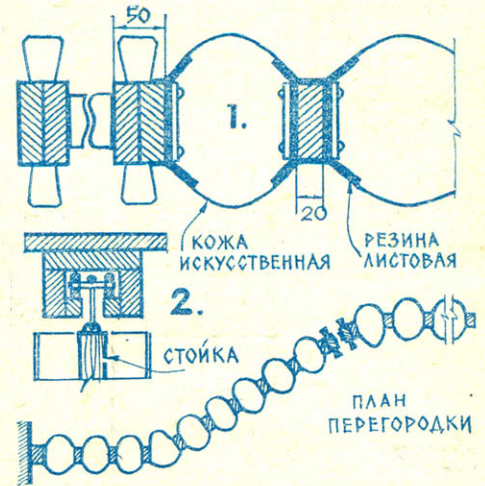 50
1.
20
КОЖА
ИСКУССТВЕННАЯ
РЕЗИНА
ЛИСТОВАЯ
2.
СТОЙКА
ПЛАН
ПЕРЕГОРОДКИ